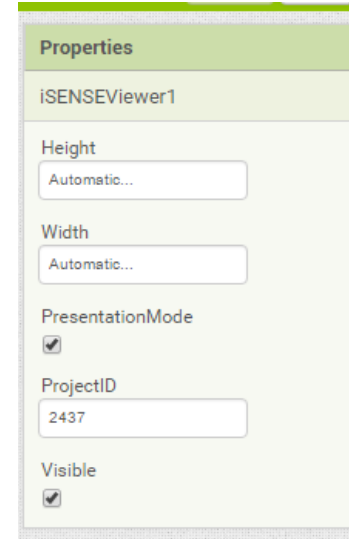 Properties
iSENSEViewer1
Height
Automatic...
Width
Automatic...
PresentationMode
ProjectID
2437
Visible